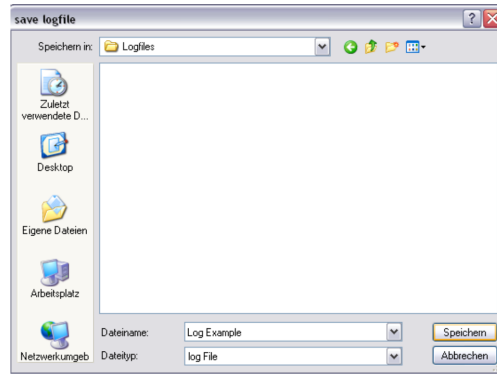 save logfile
Speichern in:
Logfiles
Zuletzt
verwendete D...
Desktop
Eigene Dateien
Arbeitsplatz
Netzwerkumgeb
Dateiname:
Log Example
Speichern
Dateityp:
log File
Abbrechen